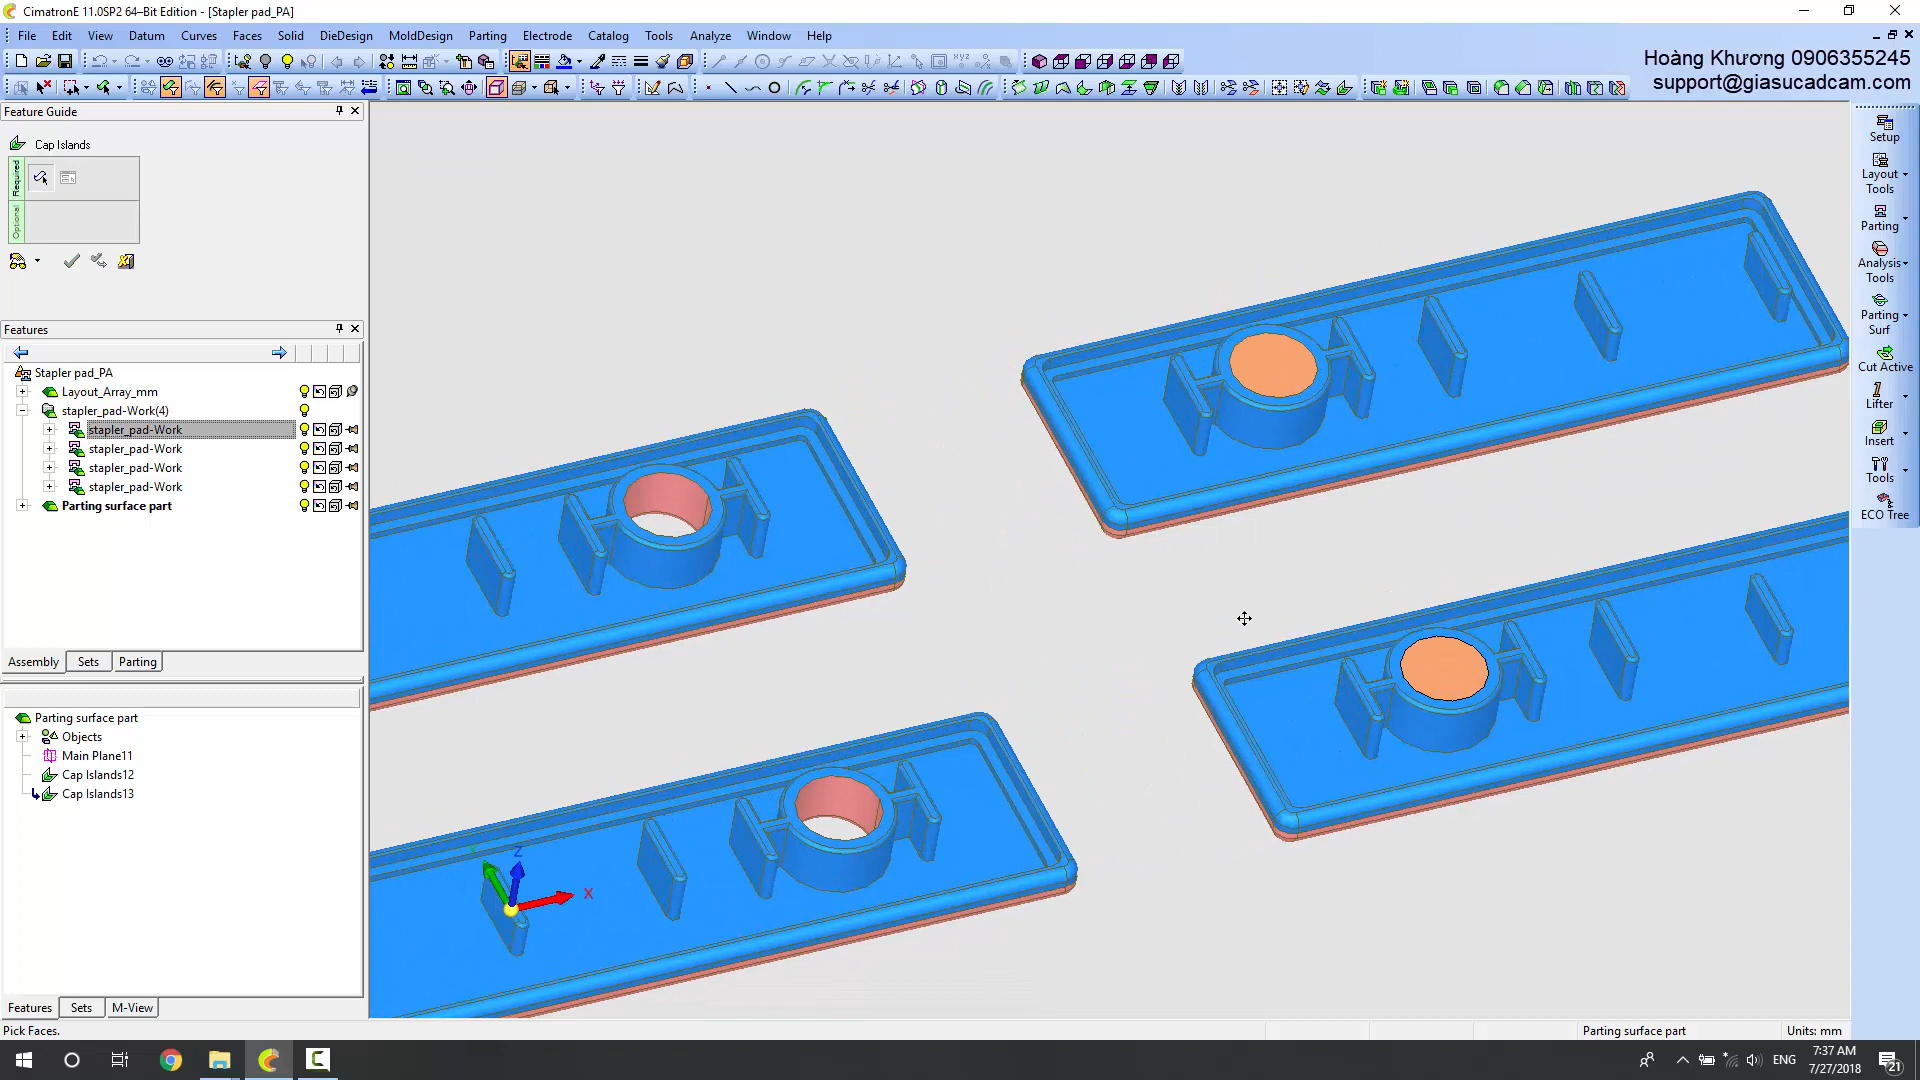 CimatronE 11.0SP2 64–Bit Edition - [Stapler pad_PA]
File Edit View Datum Curves Faces Solid DieDesign MoldDesign Parting Electrode Catalog Tools Analyze Window Help
Hoàng Khương 0906355245
support@giasucadcam.com
Feature Guide
Cap Islands
Required
Optional
Features
Stapler pad_PA
Layout_Array_mm
stapler_pad-Work(4)
stapler_pad-Work
stapler_pad-Work
stapler_pad-Work
stapler_pad-Work
Parting surface part
Assembly Sets Parting
Parting surface part
Objects
Main Plane11
Cap Islands12
Cap Islands13
Features Sets M-View
Z
X
Setup
Layout
Tools
Parting
Analysis
Tools
Parting
Surf
Cut Active
Lifter
Insert
Tools
ECO Tree
Pick Faces.
Parting surface part
Units: mm
ENG
7:37 AM
7/27/2018
21